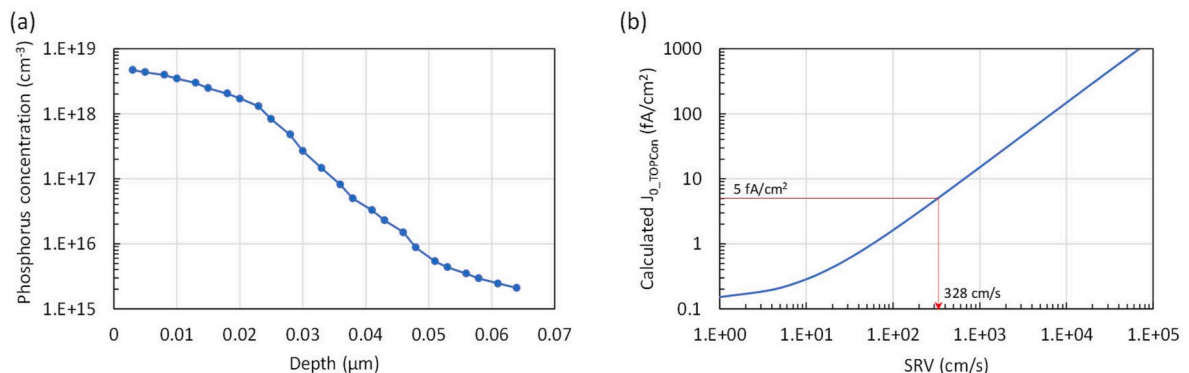 (a)
Phosphorus concentration (cm⁻³)
1.E+19
1.E+18
1.E+17
1.E+16
1.E+15
0 0.01 0.02 0.03 0.04 0.05 0.06 0.07
Depth (µm)
(b)
Calculated J₀_TOPCon (fA/cm²)
1000
100
10
1
0.1
5 fA/cm²
328 cm/s
1.E+00 1.E+01 1.E+02 1.E+03 1.E+04 1.E+05
SRV (cm/s)